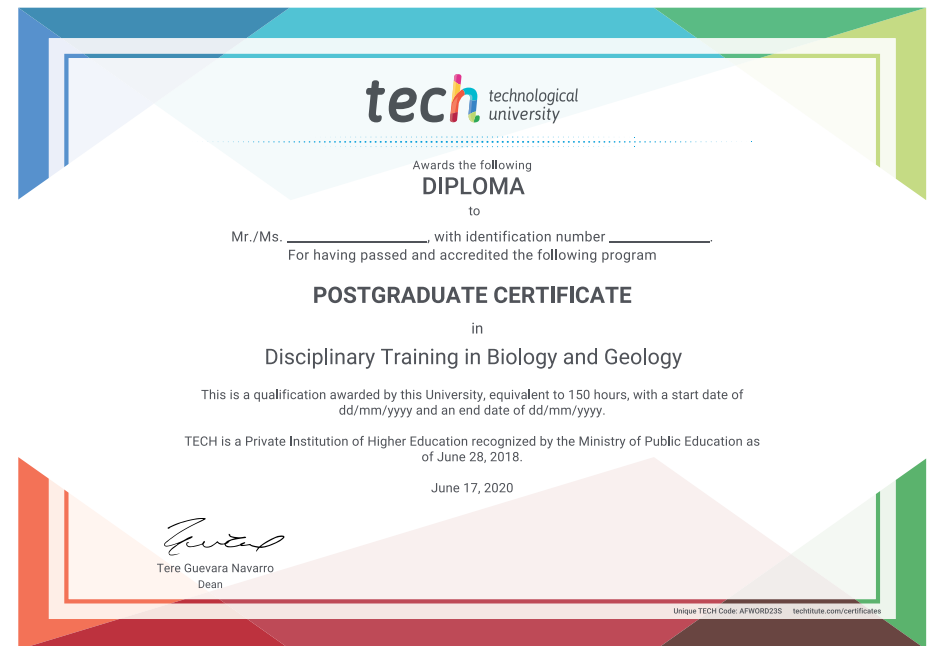 tech technological
university
Awards the following
DIPLOMA
to
Mr./Ms. ____________, with identification number ____________.
For having passed and accredited the following program
POSTGRADUATE CERTIFICATE
in
Disciplinary Training in Biology and Geology
This is a qualification awarded by this University, equivalent to 150 hours, with a start date of
dd/mm/yyyy and an end date of dd/mm/yyyy.
TECH is a Private Institution of Higher Education recognized by the Ministry of Public Education as
of June 28, 2018.
June 17, 2020
Tere Guevara Navarro
Dean
Unique TECH Code: AFWORD23S techtitute.com/certificates